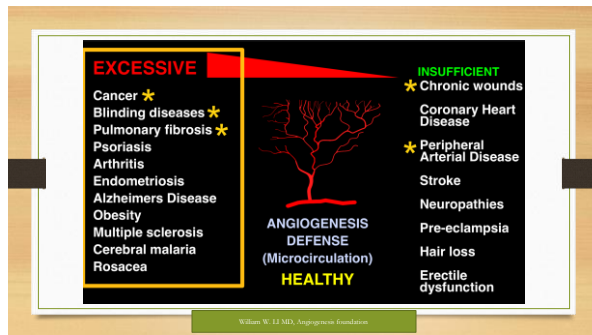 EXCESSIVE
Cancer *
Blinding diseases *
Pulmonary fibrosis *
Psoriasis
Arthritis
Endometriosis
Alzheimers Disease
Obesity
Multiple sclerosis
Cerebral malaria
Rosacea
ANGIOGENESIS
DEFENSE
(Microcirculation)
HEALTHY
INSUFFICIENT
* Chronic wounds
Coronary Heart
Disease
* Peripheral
Arterial Disease
Stroke
Neuropathies
Pre-eclampsia
Hair loss
Erectile
dysfunction
William W. LI MD, Angiogenesis foundation